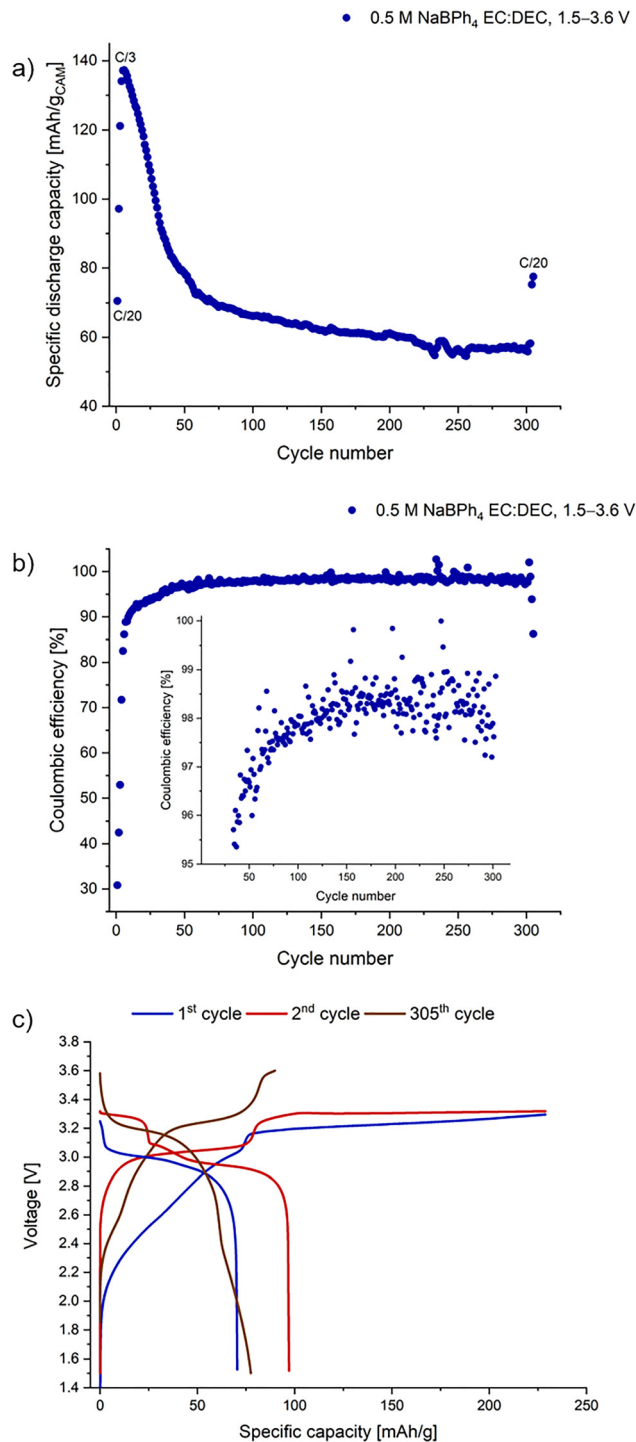 0.5 M NaBPh₄ EC:DEC, 1.5–3.6 V
a)
C/3
C/20
C/20
140
120
100
80
60
40
Specific discharge capacity [mAh/g_CAM]
0 50 100 150 200 250 300
Cycle number
0.5 M NaBPh₄ EC:DEC, 1.5–3.6 V
b)
100
90
80
70
60
50
40
30
Coulombic efficiency [%]
0 50 100 150 200 250 300
Cycle number
100
99
98
97
96
95
Coulombic efficiency [%]
50 100 150 200 250 300
Cycle number
c)
1ˢᵗ cycle 2ⁿᵈ cycle 305ᵗʰ cycle
3.6
3.4
3.2
3.0
2.8
2.6
2.4
2.2
2.0
1.8
1.6
1.4
Voltage [V]
0 50 100 150 200 250
Specific capacity [mAh/g]